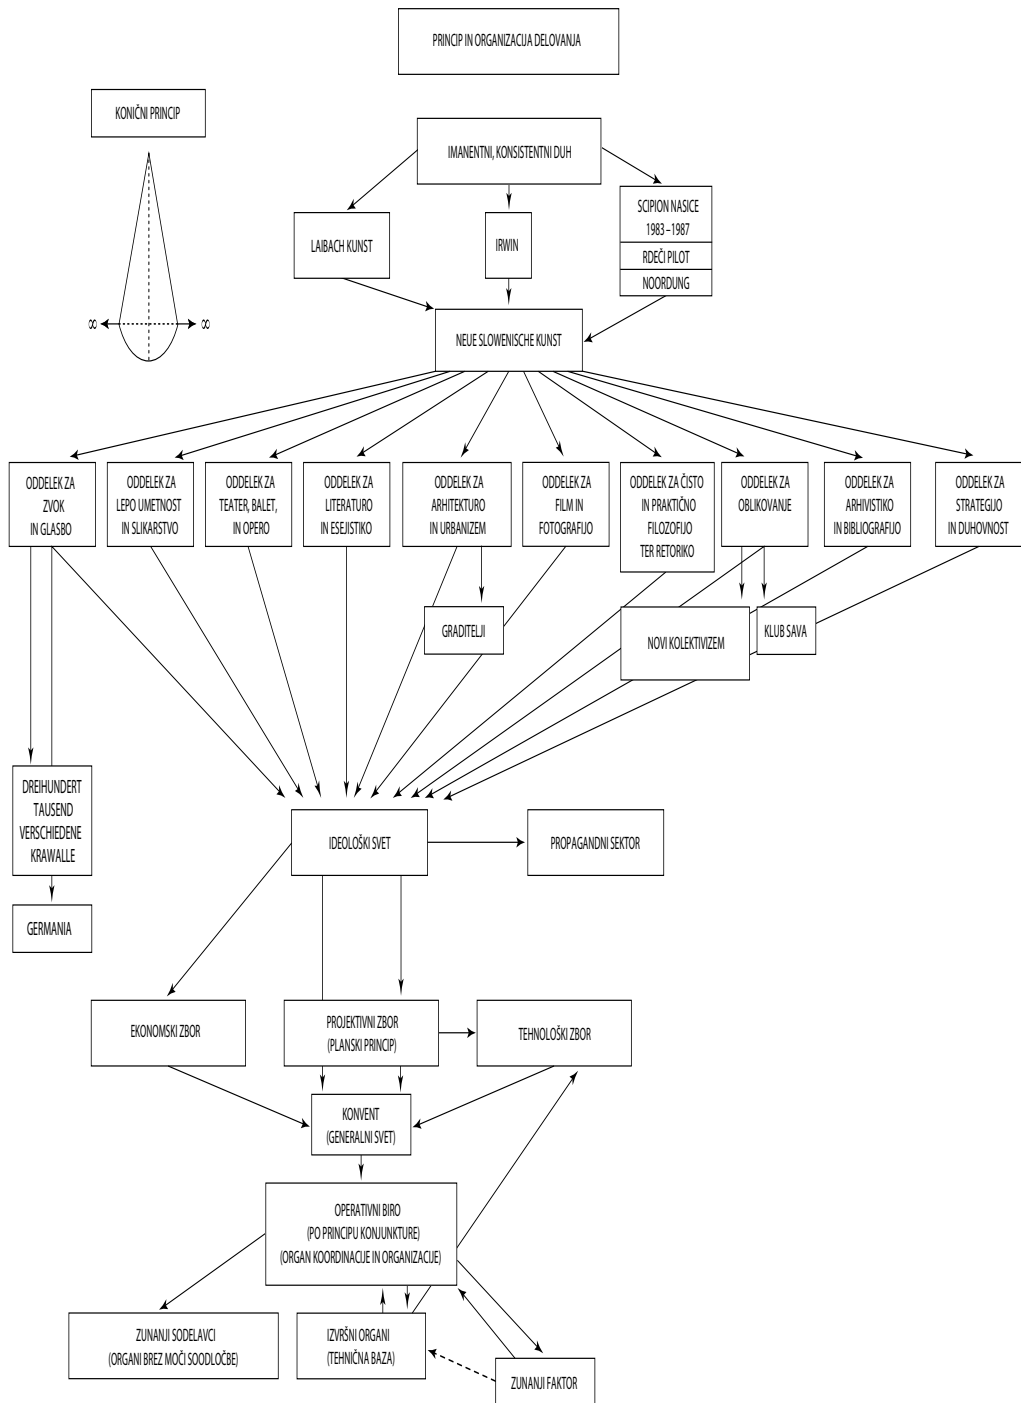 PRINCIP IN ORGANIZACIJA DELOVANJA
KONIČNI PRINCIP
∞
∞
IMANENTNI, KONSISTENTNI DUH
LAIBACH KUNST
IRWIN
SCIPION NASICE
1983–1987
RDEČI PILOT
NOORDUNG
NEUE SLOWENISCHE KUNST
ODDELEK ZA
ZVOK
IN GLASBO
ODDELEK ZA
LEPO UMETNOST
IN SLIKARSTVO
ODDELEK ZA
TEATER, BALET,
IN OPERO
ODDELEK ZA
LITERATURO
IN ESEJISTIKO
ODDELEK ZA
ARHITEKTURO
IN URBANIZEM
ODDELEK ZA
FILM IN
FOTOGRAFIJO
ODDELEK ZA ČISTO
IN PRAKTIČNO
FILOZOFIJO
TER RETORIKO
ODDELEK ZA
OBLIKOVANJE
ODDELEK ZA
ARHIVISTIKO
IN BIBLIOGRAFIJO
ODDELEK ZA
STRATEGIJO
IN DUHOVNOST
GRADITELJI
NOVI KOLEKTIVIZEM
KLUB SAVA
DREIHUNDERT
TAUSEND
VERSCHIEDENE
KRAWALLE
GERMANIA
IDEOLOŠKI SVET
PROPAGANDNI SEKTOR
EKONOMSKI ZBOR
PROJEKTIVNI ZBOR
(PLANSKI PRINCIP)
TEHNOLOŠKI ZBOR
KONVENT
(GENERALNI SVET)
OPERATIVNI BIRO
(PO PRINCIPU KONJUNKTURE)
(ORGAN KOORDINACIJE IN ORGANIZACIJE)
ZUNANJI SODELAVCI
(ORGANI BREZ MOČI SOODLOČBE)
IZVRŠNI ORGANI
(TEHNIČNA BAZA)
ZUNANJI FAKTOR